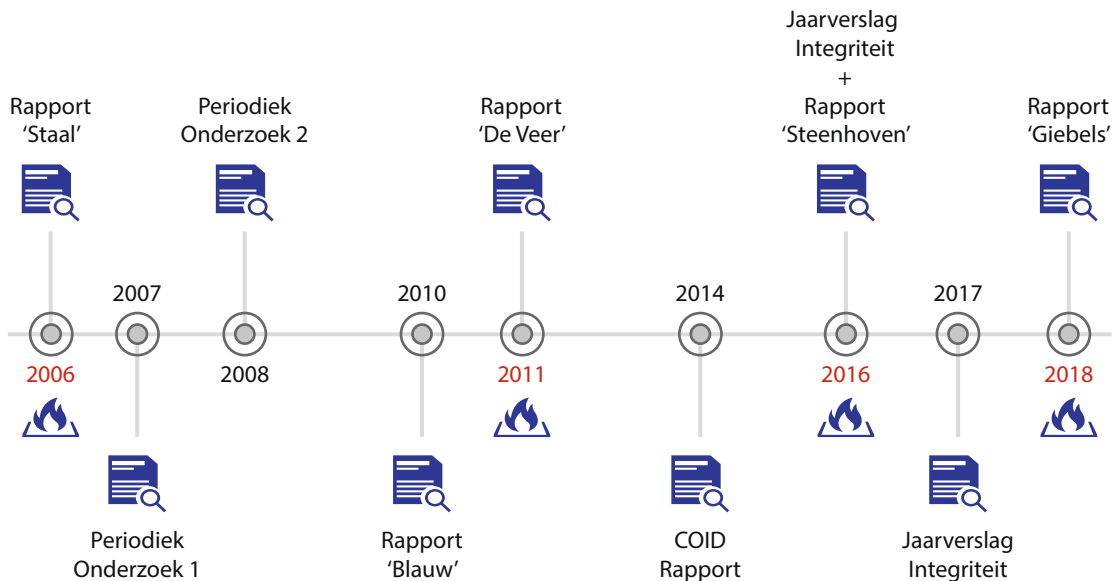 Jaarverslag
Integriteit
+
Rapport
‘Staal’
Periodiek
Onderzoek 2
Rapport
‘De Veer’
Rapport
‘Steenhoven’
Rapport
‘Giebels’
2007
2010
2014
2017
2006
2008
2011
2016
2018
Periodiek
Onderzoek 1
Rapport
‘Blauw’
COID
Rapport
Jaarverslag
Integriteit